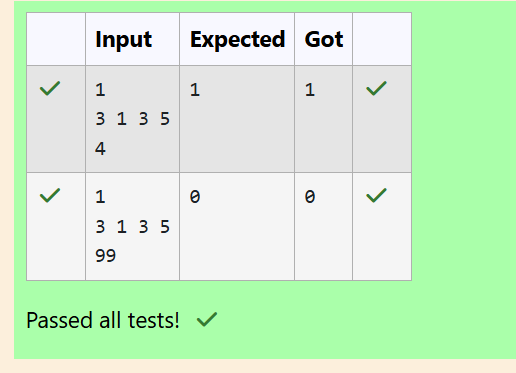 Input Expected Got
1 1 1
3 1 3 5
4
1 0 0
3 1 3 5
99
Passed all tests!